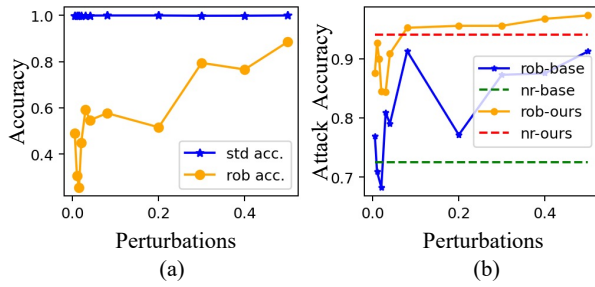 Accuracy
1.0
0.8
0.6
0.4
std acc.
rob acc.
0.0
0.2
0.4
Perturbations
(a)
Attack Accuracy
0.9
0.8
0.7
rob-base
nr-base
rob-ours
nr-ours
0.0
0.2
0.4
Perturbations
(b)